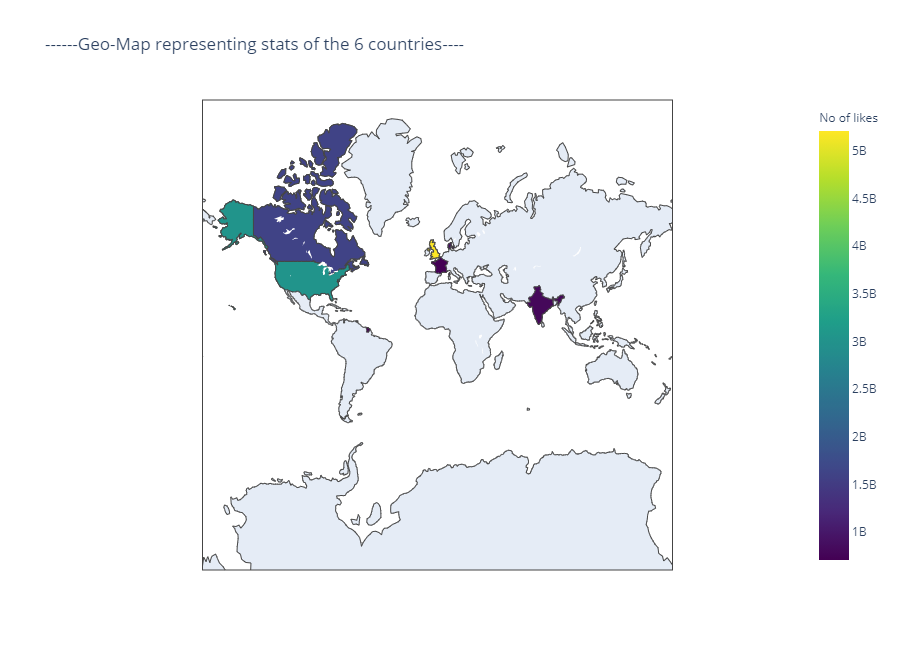 ------Geo-Map representing stats of the 6 countries----
No of likes
5B
4.5B
4B
3.5B
3B
2.5B
2B
1.5B
1B